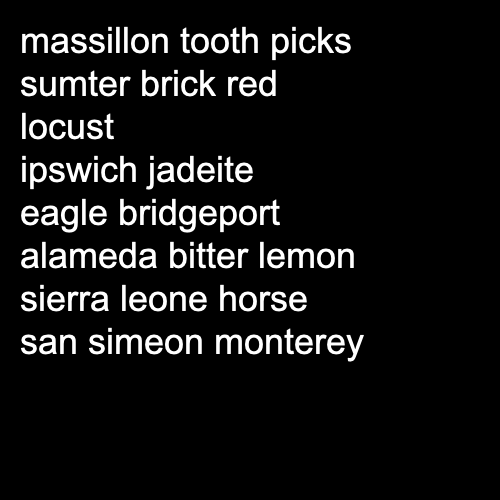 massillon tooth picks
sumter brick red
locust
ipswich jadeite
eagle bridgeport
alameda bitter lemon
sierra leone horse
san simeon monterey